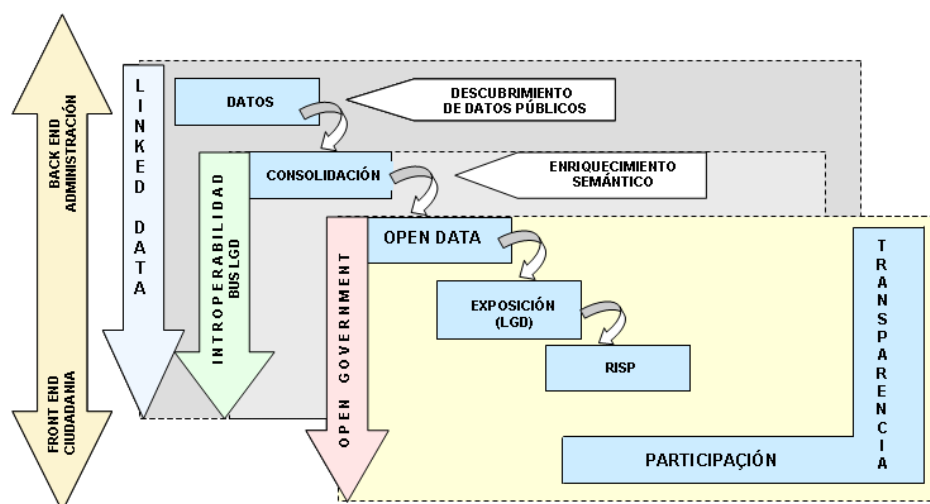 BACK END
ADMINISTRACIÓN
FRONT END
CIUDADANIA
LINKED DATA
DATOS
DESCUBRIMIENTO
DE DATOS PÚBLICOS
INTROPERABILIDAD
BUS LGD
CONSOLIDACIÓN
ENRIQUECIMIENTO
SEMÁNTICO
OPEN GOVERNMENT
OPEN DATA
EXPOSICIÓN
(LGD)
RISP
TRANSPARENCIA
PARTICIPAÇIÓN